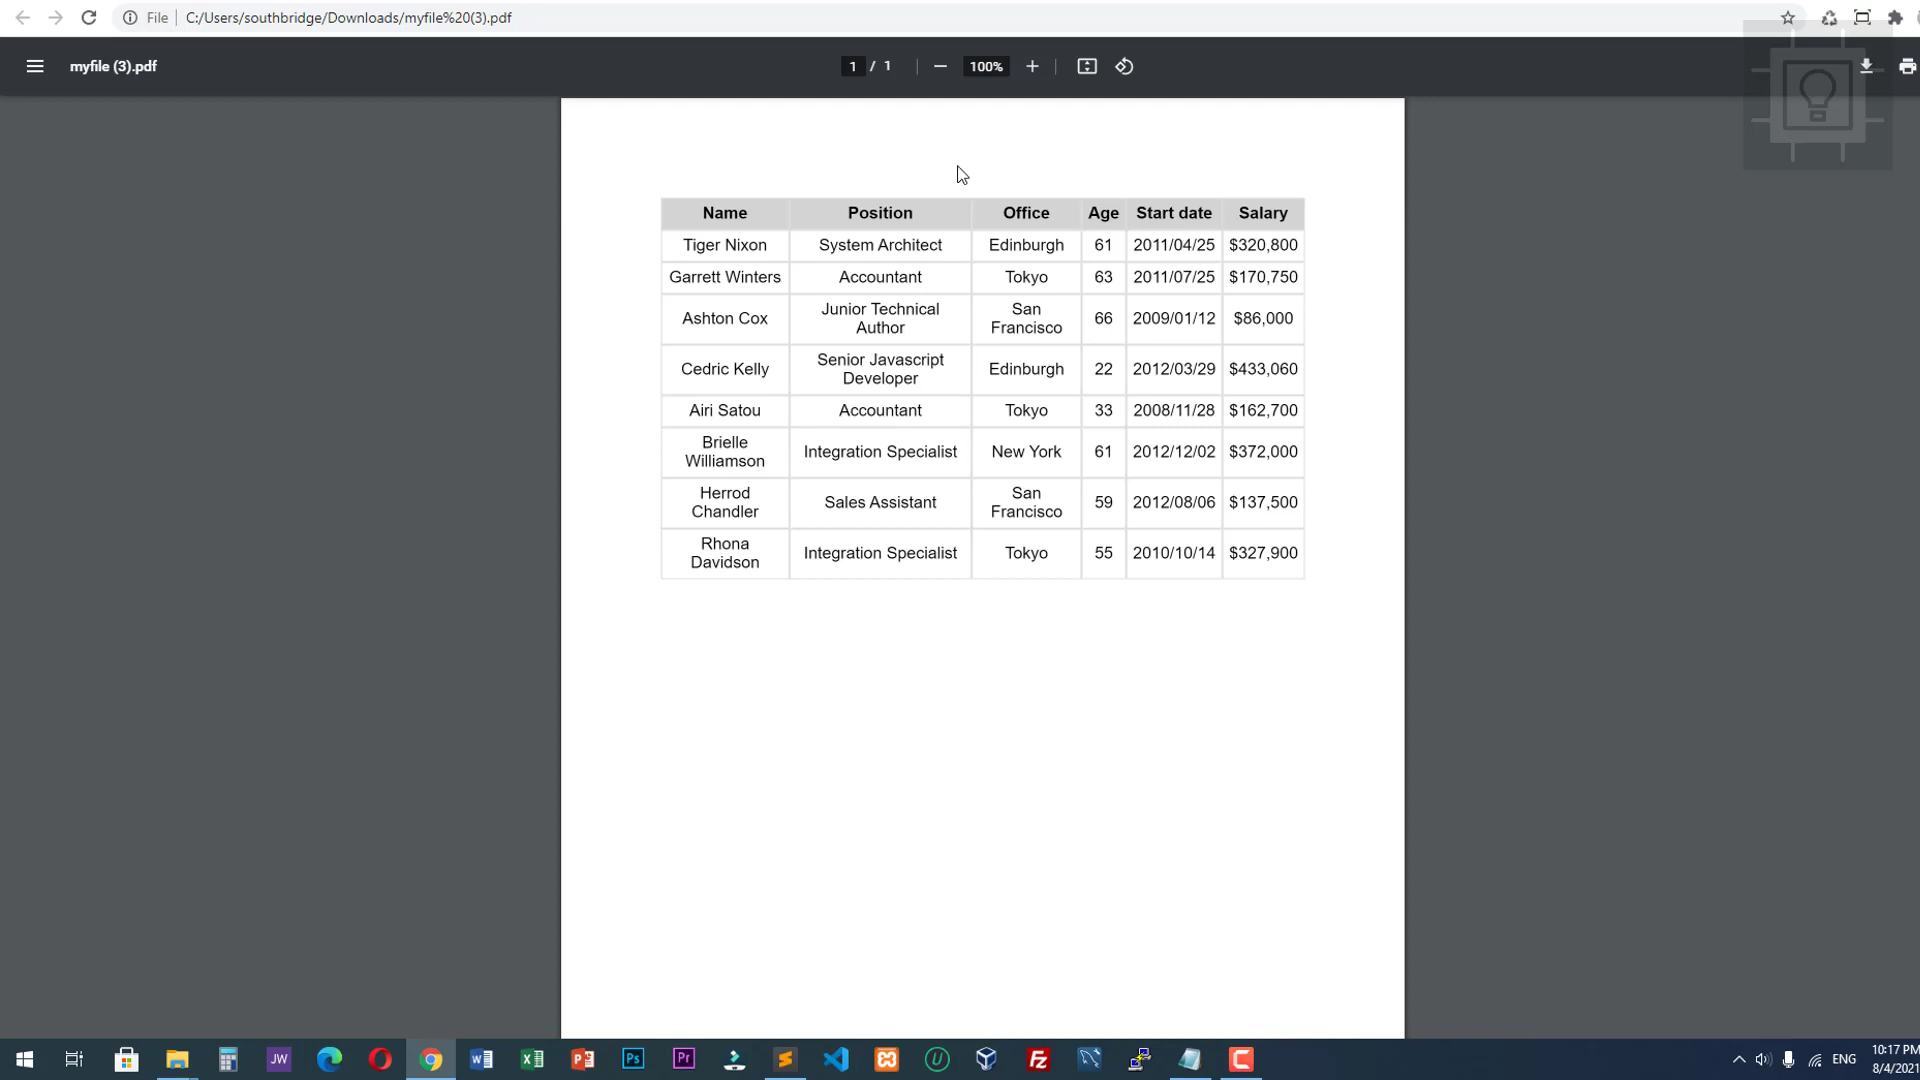 File C:/Users/southbridge/Downloads/myfile%20(3).pdf
myfile (3).pdf 1 / 1 100%
Name Position Office Age Start date Salary
Tiger Nixon System Architect Edinburgh 61 2011/04/25 $320,800
Garrett Winters Accountant Tokyo 63 2011/07/25 $170,750
Ashton Cox Junior Technical Author San Francisco 66 2009/01/12 $86,000
Cedric Kelly Senior Javascript Developer Edinburgh 22 2012/03/29 $433,060
Airi Satou Accountant Tokyo 33 2008/11/28 $162,700
Brielle Williamson Integration Specialist New York 61 2012/12/02 $372,000
Herrod Chandler Sales Assistant San Francisco 59 2012/08/06 $137,500
Rhona Davidson Integration Specialist Tokyo 55 2010/10/14 $327,900
JW Ps Pr Fz ENG 10:17 PM
8/4/2021